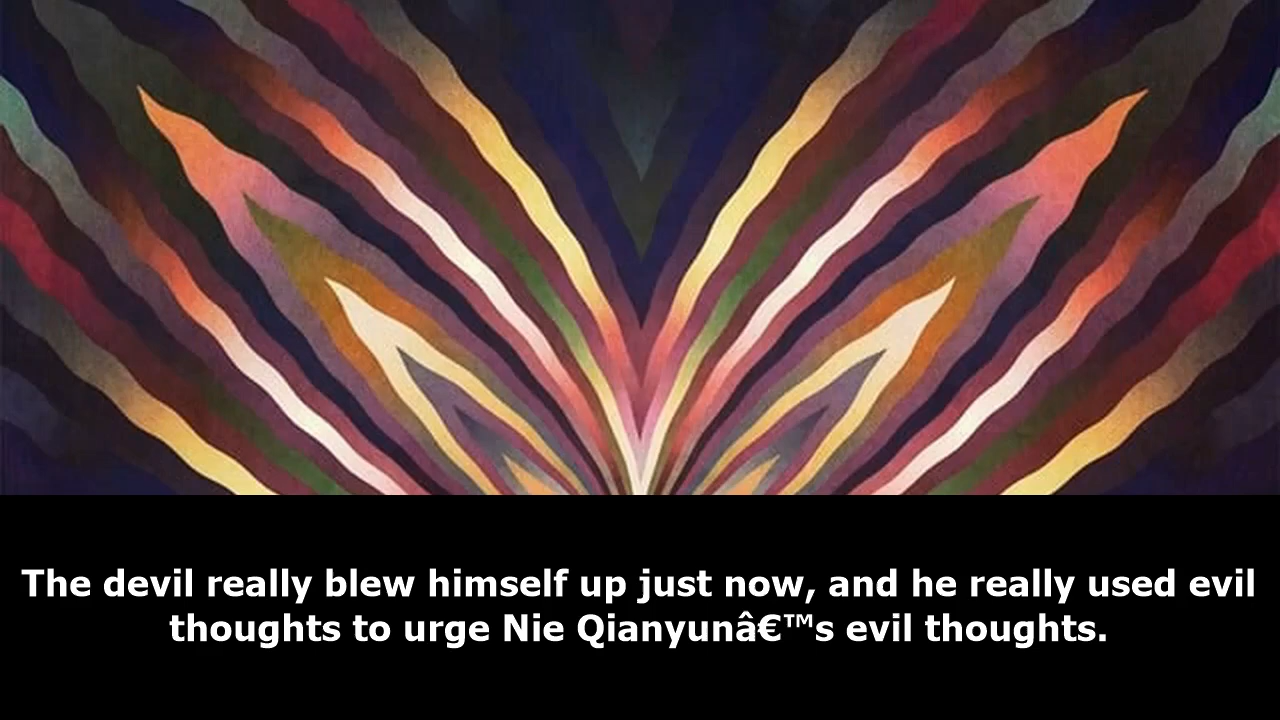 The devil really blew himself up just now, and he really used evil
thoughts to urge Nie Qianyunâ€™s evil thoughts.